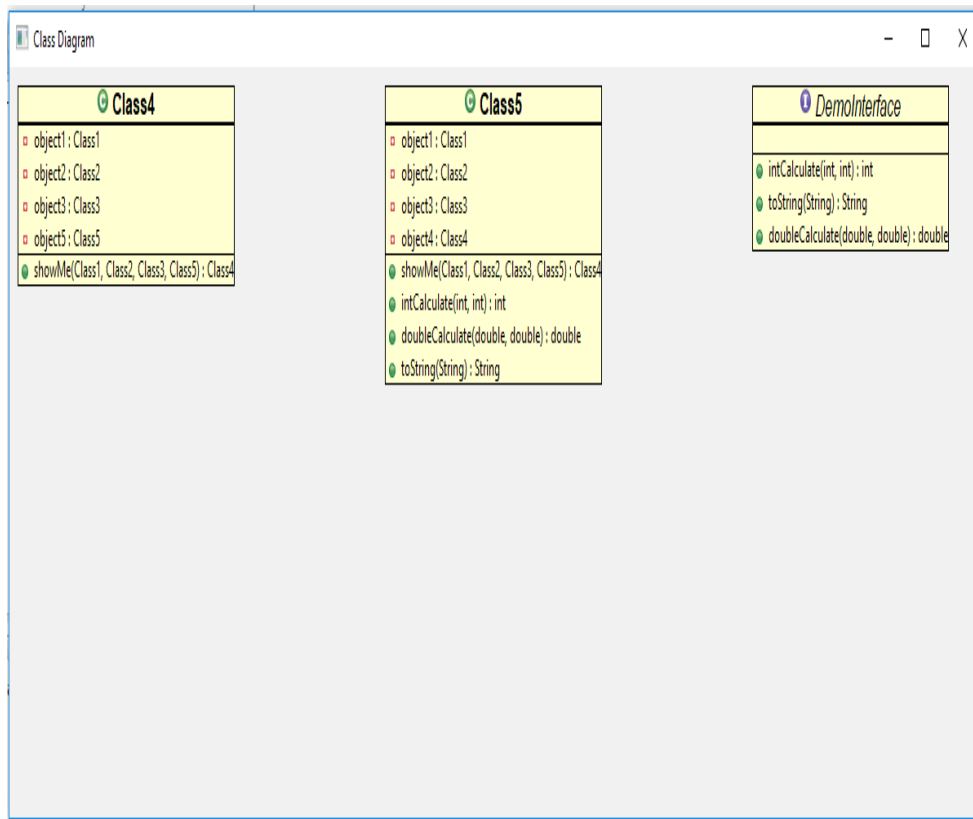 Class Diagram
C Class4
object1 : Class1
object2 : Class2
object3 : Class3
object5 : Class5
showMe(Class1, Class2, Class3, Class5) : Class4
C Class5
object1 : Class1
object2 : Class2
object3 : Class3
object4 : Class4
showMe(Class1, Class2, Class3, Class5) : Class4
intCalculate(int, int) : int
doubleCalculate(double, double) : double
toString(String) : String
I DemoInterface
intCalculate(int, int) : int
toString(String) : String
doubleCalculate(double, double) : double